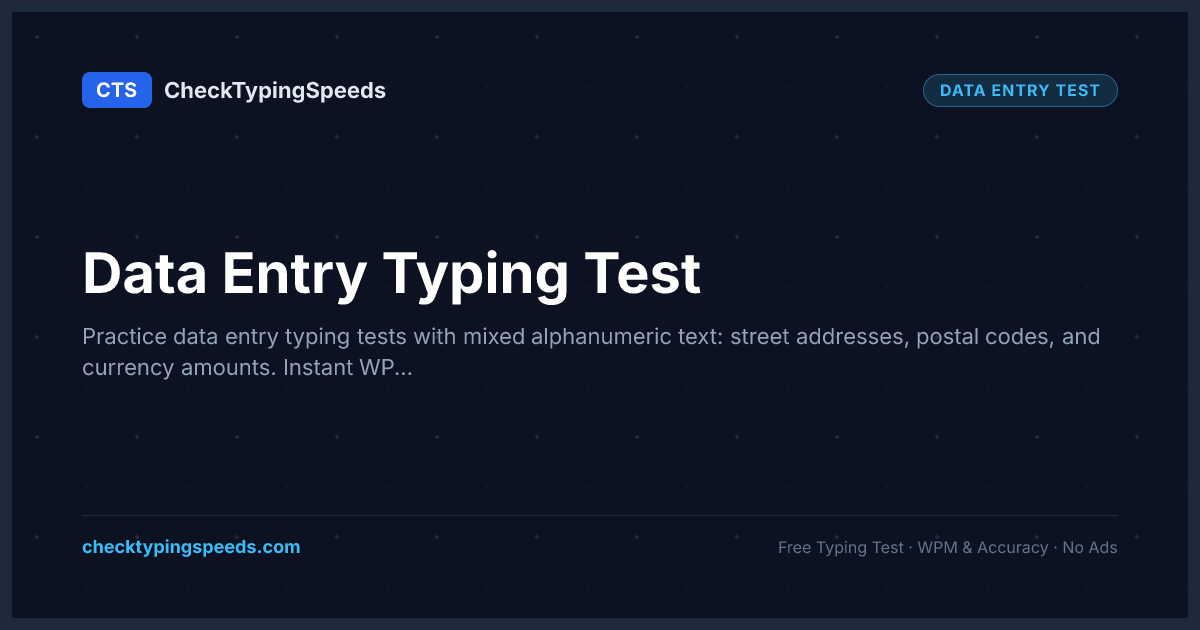 CTS CheckTypingSpeeds
DATA ENTRY TEST
Data Entry Typing Test
Practice data entry typing tests with mixed alphanumeric text: street addresses, postal codes, and
currency amounts. Instant WP...
checktypingspeeds.com
Free Typing Test · WPM & Accuracy · No Ads